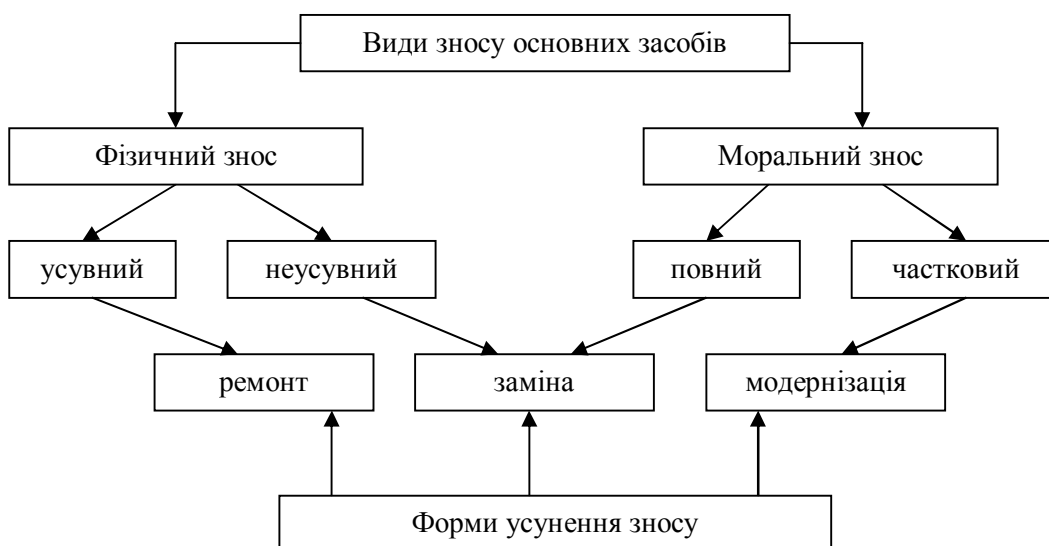 Види зносу основних засобів
Фізичний знос
Моральний знос
усувний
неусувний
повний
частковий
ремонт
заміна
модернізація
Форми усунення зносу